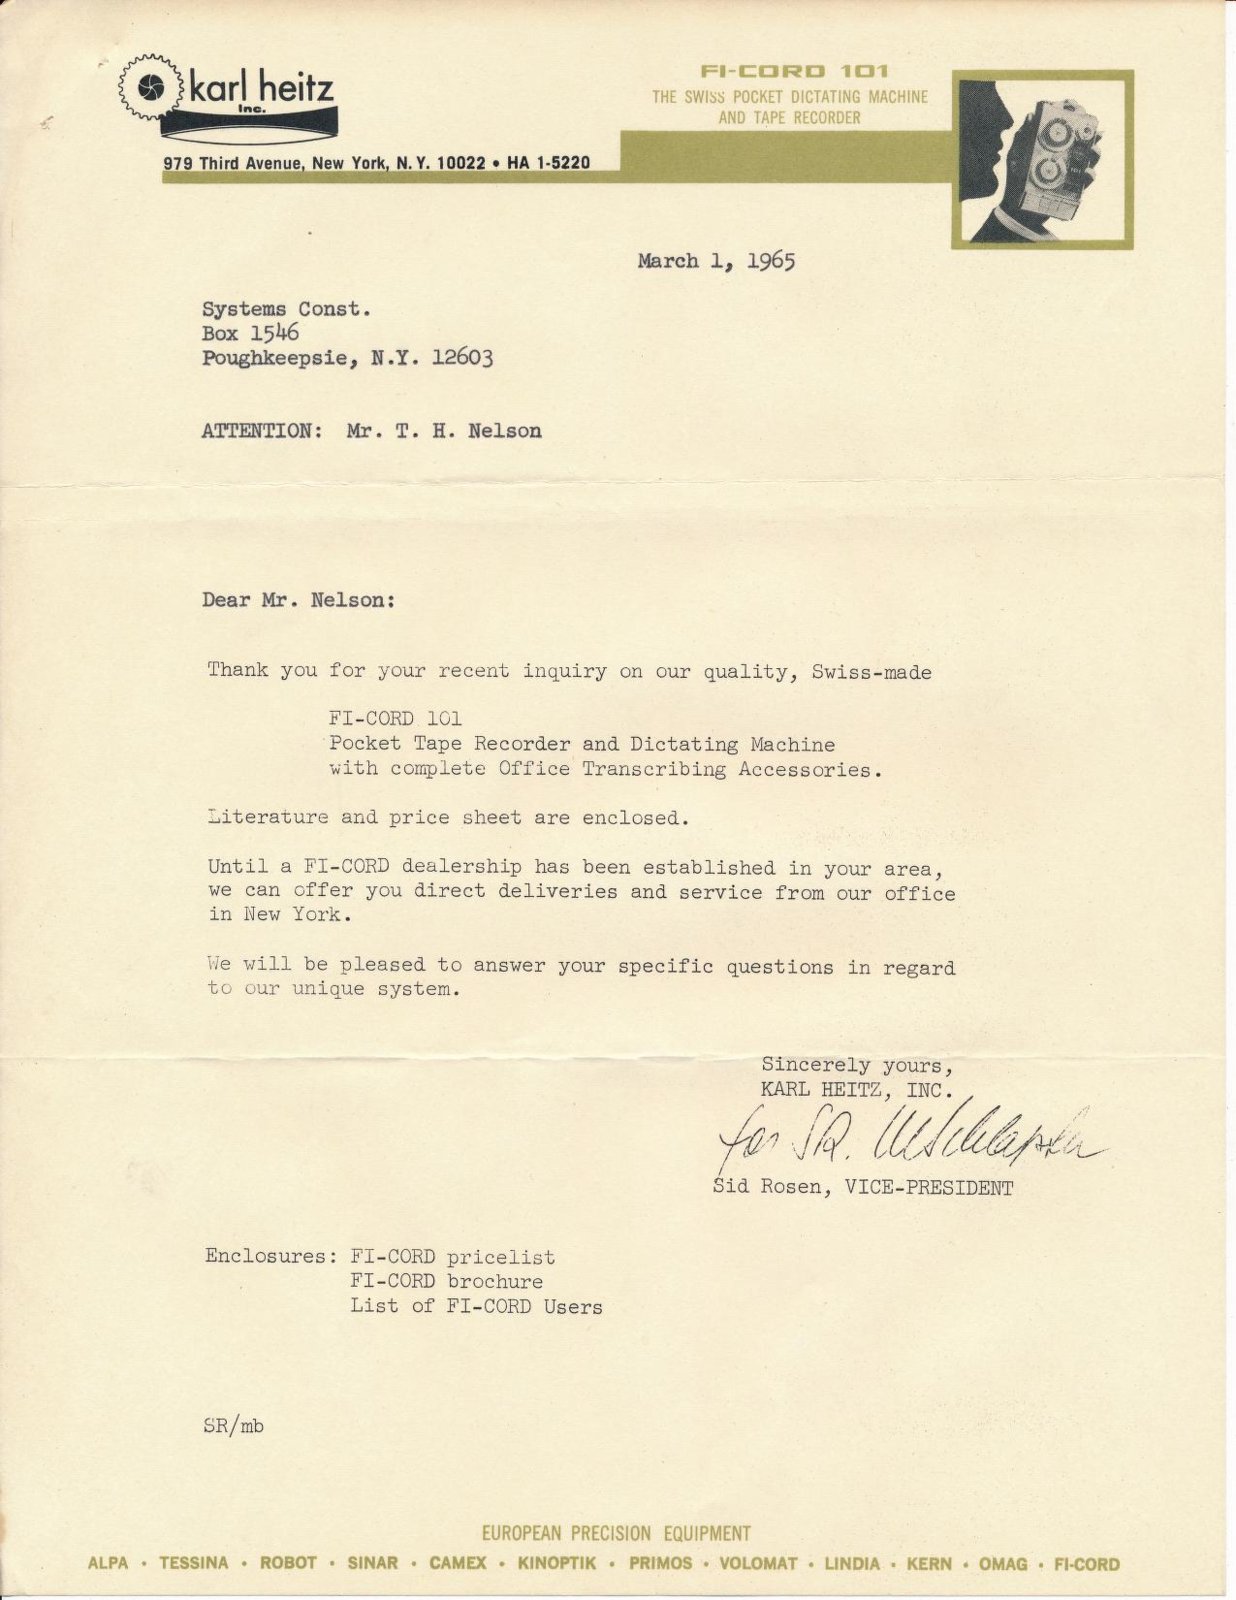 karl heitz
Inc.
979 Third Avenue, New York, N.Y. 10022 • HA 1-5220
FI-CORD 101
THE SWISS POCKET DICTATING MACHINE
AND TAPE RECORDER
March 1, 1965
Systems Const.
Box 1546
Poughkeepsie, N.Y. 12603
ATTENTION: Mr. T. H. Nelson
Dear Mr. Nelson:
Thank you for your recent inquiry on our quality, Swiss-made
FI-CORD 101
Pocket Tape Recorder and Dictating Machine
with complete Office Transcribing Accessories.
Literature and price sheet are enclosed.
Until a FI-CORD dealership has been established in your area,
we can offer you direct deliveries and service from our office
in New York.
We will be pleased to answer your specific questions in regard
to our unique system.
Sincerely yours,
KARL HEITZ, INC.
for SR.
Sid Rosen, VICE-PRESIDENT
Enclosures: FI-CORD pricelist
FI-CORD brochure
List of FI-CORD Users
SR/mb
EUROPEAN PRECISION EQUIPMENT
ALPA • TESSINA • ROBOT • SINAR • CAMEX • KINOPTIK • PRIMOS • VOLOMAT • LINDIA • KERN • OMAG • FI-CORD